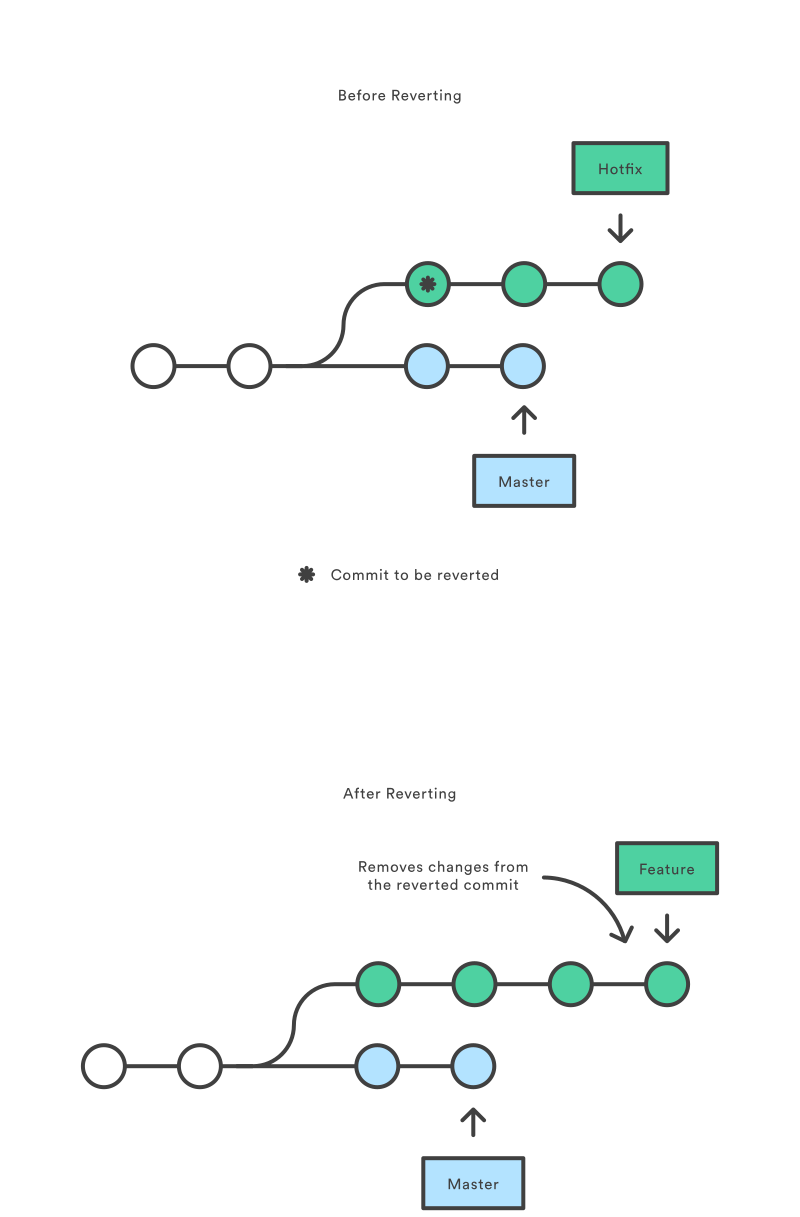 Before Reverting
Hotfix
Master
Commit to be reverted
After Reverting
Removes changes from
the reverted commit
Feature
Master